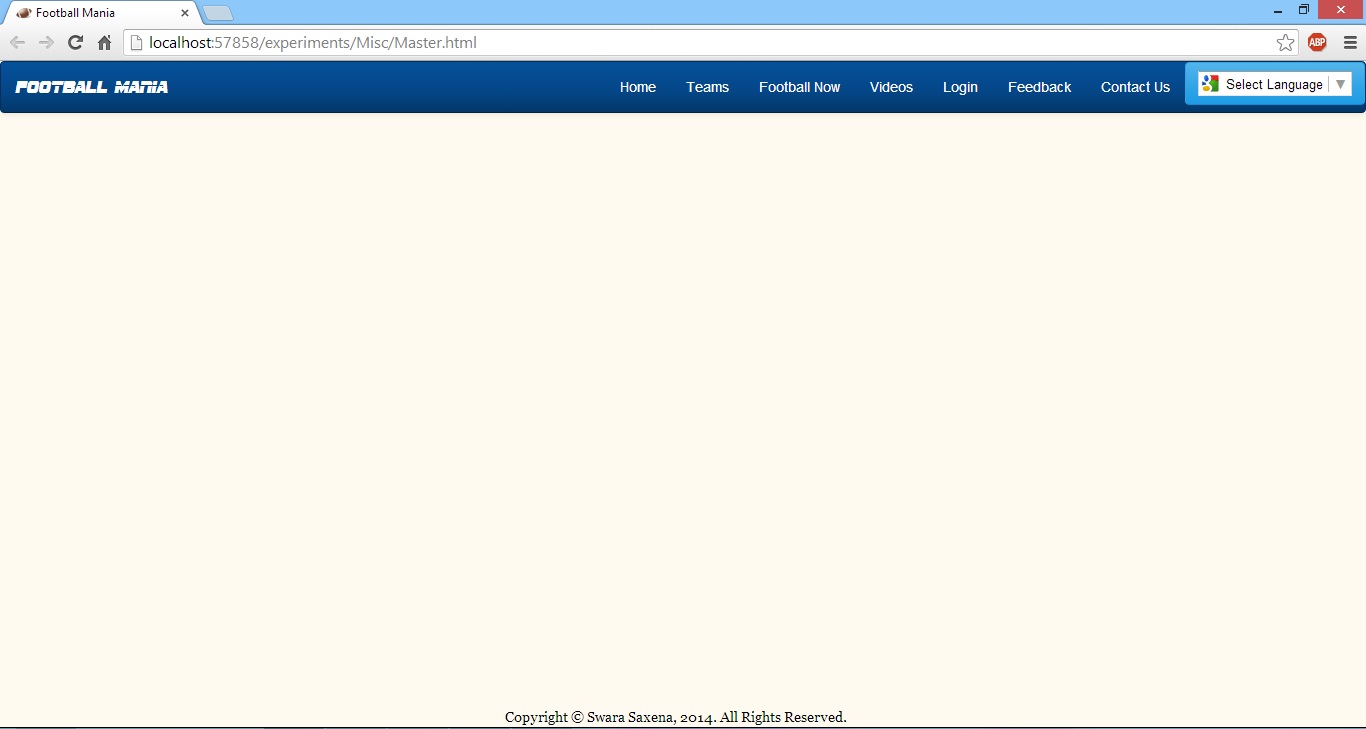 Football Mania
localhost:57858/experiments/Misc/Master.html
ABP
FOOTBALL MANIA
Home Teams Football Now Videos Login Feedback Contact Us Select Language
Copyright © Swara Saxena, 2014. All Rights Reserved.